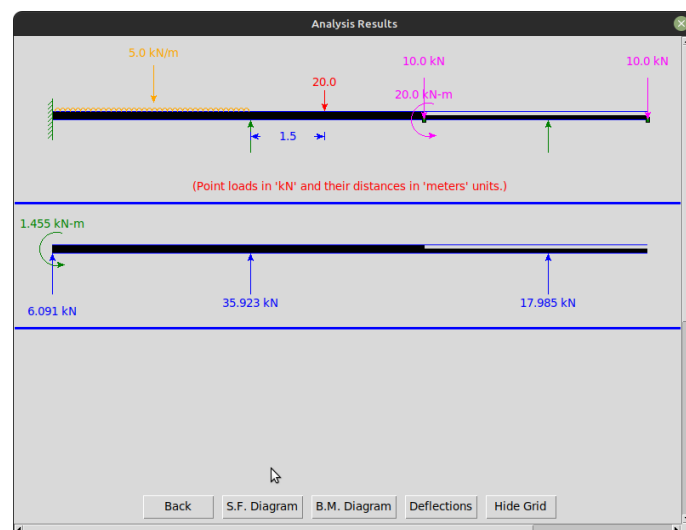 Analysis Results
5.0 kN/m
10.0 kN
10.0 kN
20.0
20.0 kN-m
1.5
(Point loads in 'kN' and their distances in 'meters' units.)
1.455 kN-m
6.091 kN
35.923 kN
17.985 kN
Back
S.F. Diagram
B.M. Diagram
Deflections
Hide Grid